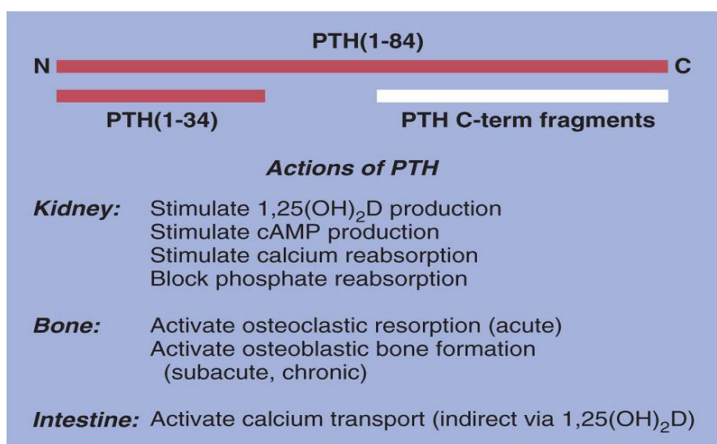 PTH(1-84)
N C
PTH(1-34) PTH C-term fragments
Actions of PTH
Kidney: Stimulate 1,25(OH)₂D production
Stimulate cAMP production
Stimulate calcium reabsorption
Block phosphate reabsorption
Bone: Activate osteoclastic resorption (acute)
Activate osteoblastic bone formation
(subacute, chronic)
Intestine: Activate calcium transport (indirect via 1,25(OH)₂D)